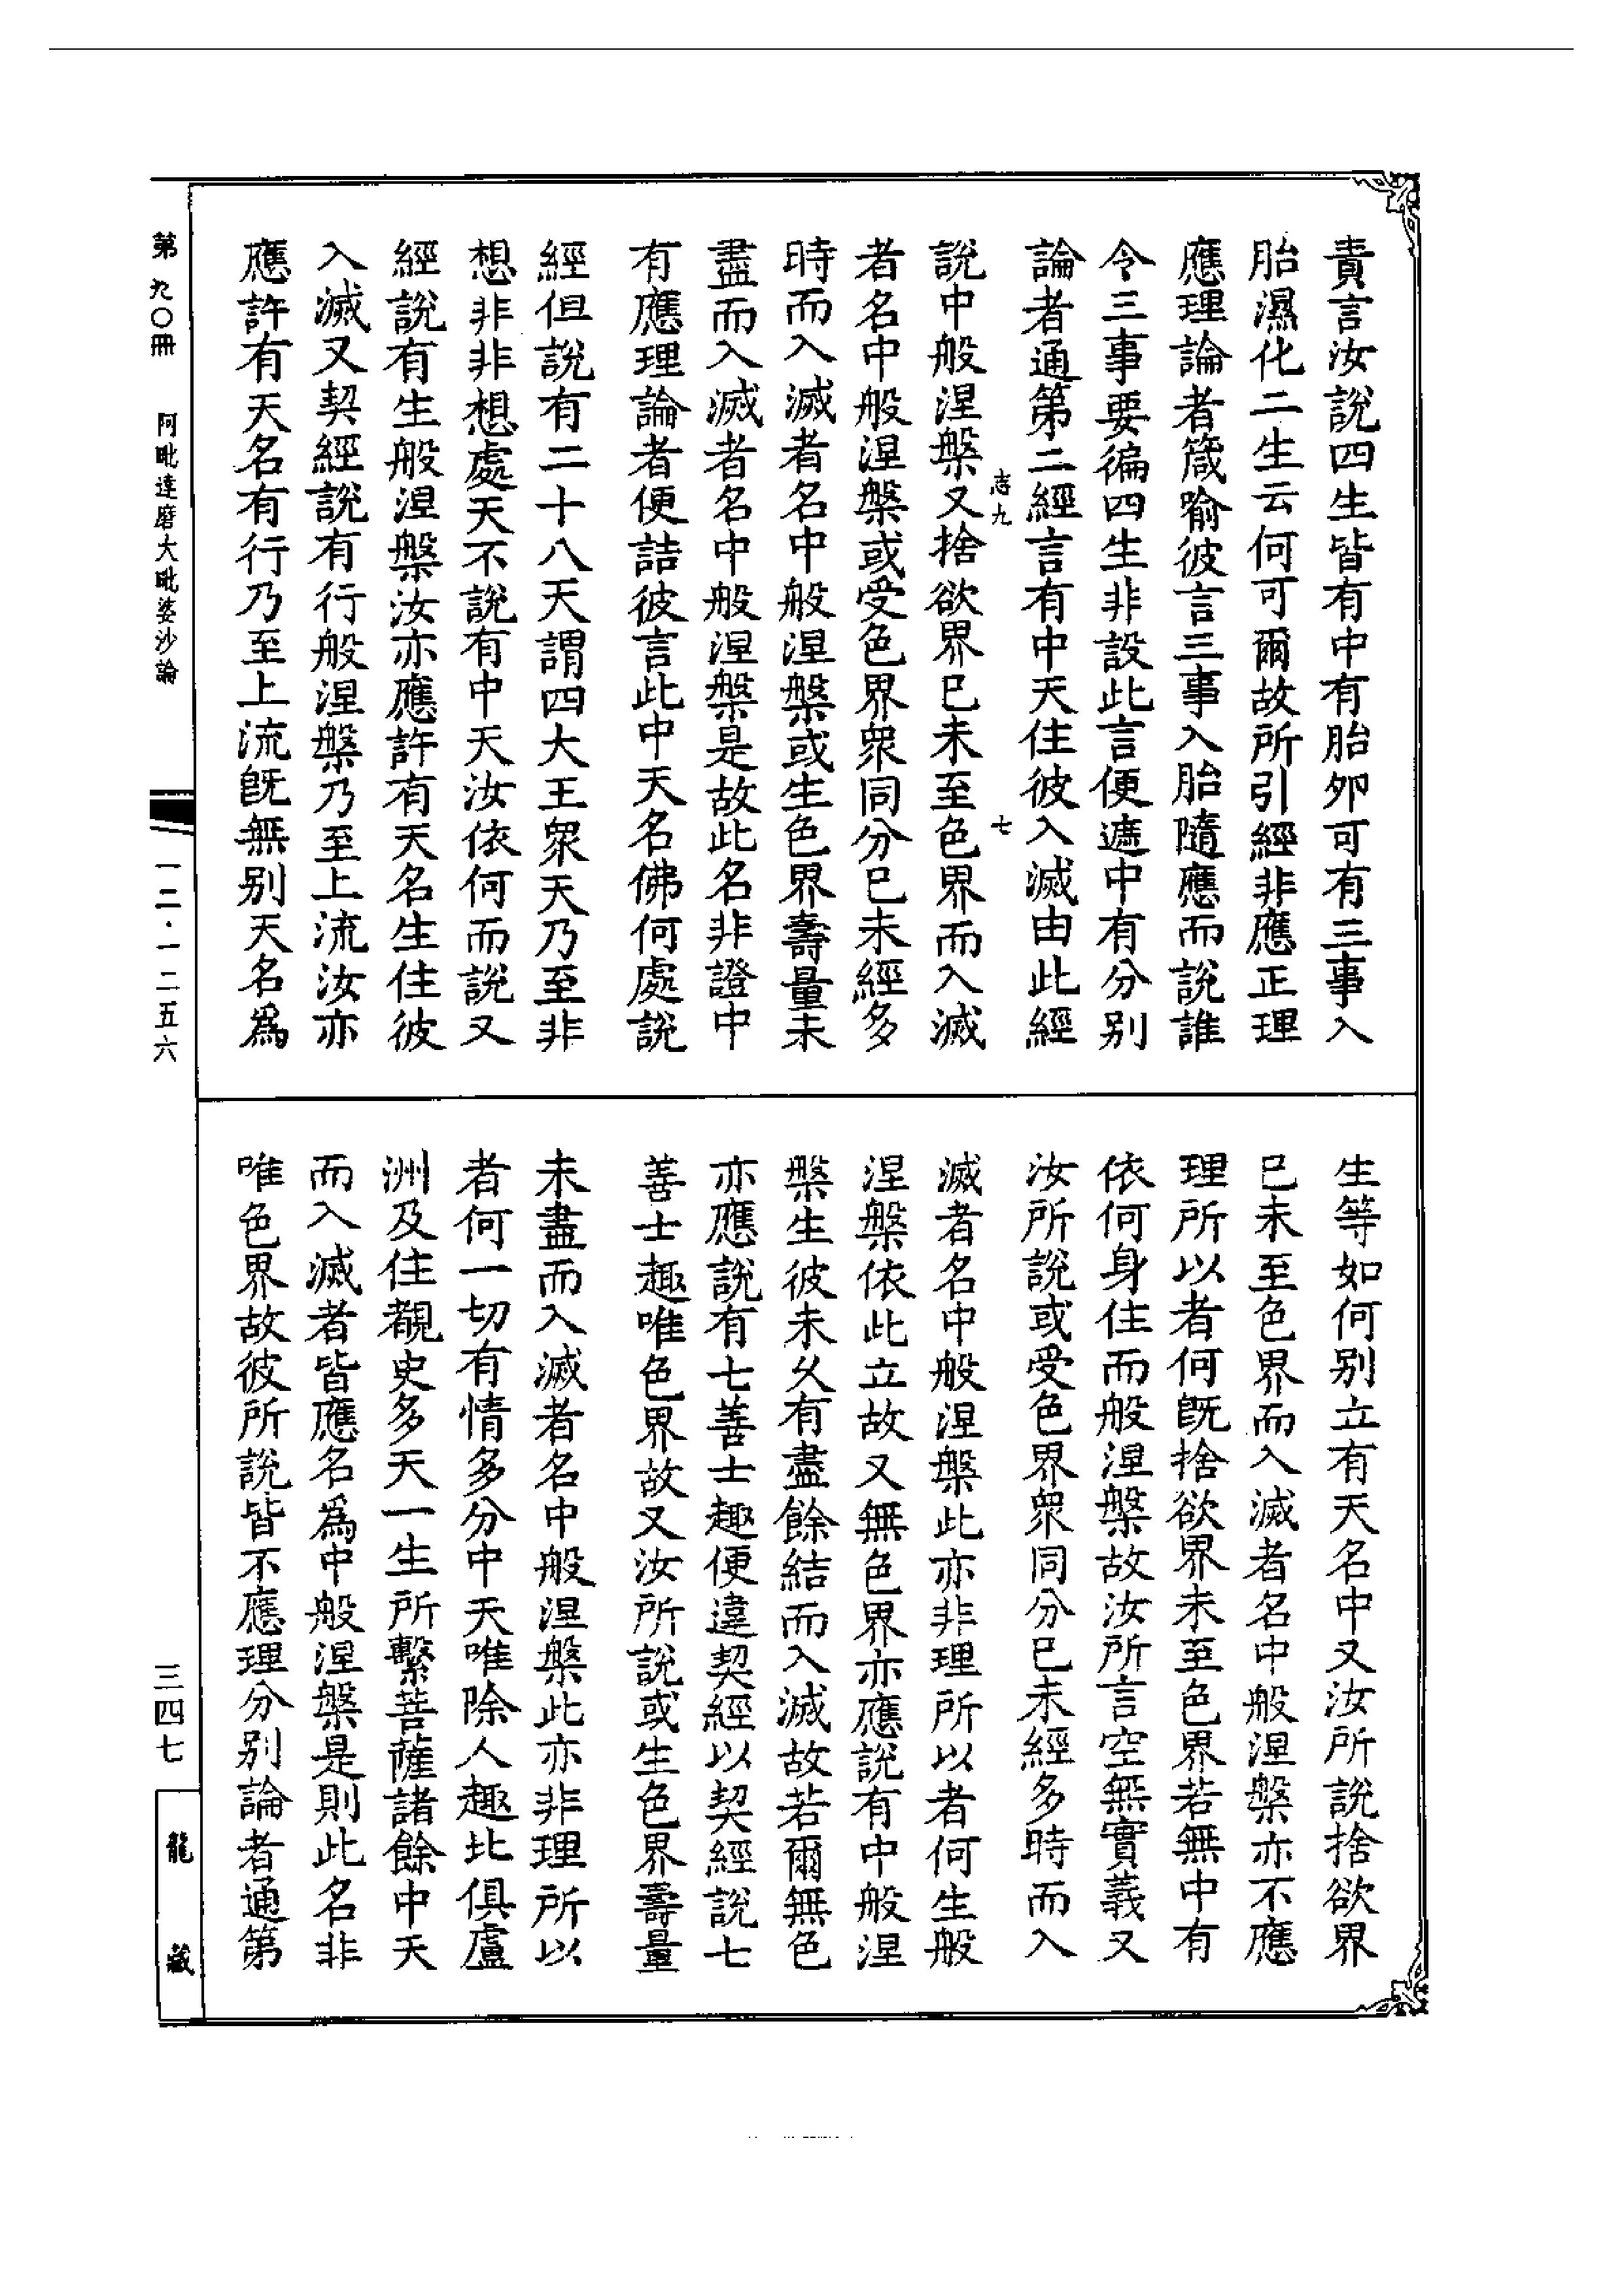 責言汝說四生皆有中有胎卵可有三事入
胎濕化二生云何可爾故所引經非應正理
應理論者箴喻彼言三事入胎隨應而說誰
令三事要徧四生非設此言便遮中有分别
論者通第二經言有中天住彼入滅由此經
志九
七
說中般涅槃又捨欲界已未至色界而入滅
者名中般涅槃或受色界衆同分已未經多
時而入滅者名中般涅槃或生色界壽量未
盡而入滅者名中般涅槃是故此名非證中
有應理論者便詰彼言此中天名佛何處說
經但說有二十八天謂四大王衆天乃至非
想非非想處天不說有中天汝依何而說又
經說有生般涅槃汝亦應許有天名生住彼
入滅又契經說有行般涅槃乃至上流汝亦
應許有天名有行乃至上流旣無别天名爲
生等如何别立有天名中又汝所說捨欲界
已未至色界而入滅者名中般涅槃亦不應
理所以者何旣捨欲界未至色界若無中有
依何身住而般涅槃故汝所言空無實義又
汝所說或受色界衆同分已未經多時而入
滅者名中般涅槃此亦非理所以者何生般
涅槃依此立故又無色界亦應說有中般涅
槃生彼未久有盡餘結而入滅故若爾無色
亦應說有七善士趣便違契經以契經說七
善士趣唯色界故又汝所說或生色界壽量
未盡而入滅者名中般涅槃此亦非理所以
者何一切有情多分中夭唯除人趣北俱盧
洲及住覩史多天一生所繫菩薩諸餘中夭
而入滅者皆應名爲中般涅槃是則此名非
唯色界故彼所說皆不應理分别論者通第
第九〇冊
阿毗達磨大毗婆沙論
一二·一二五六
三四七
龍藏